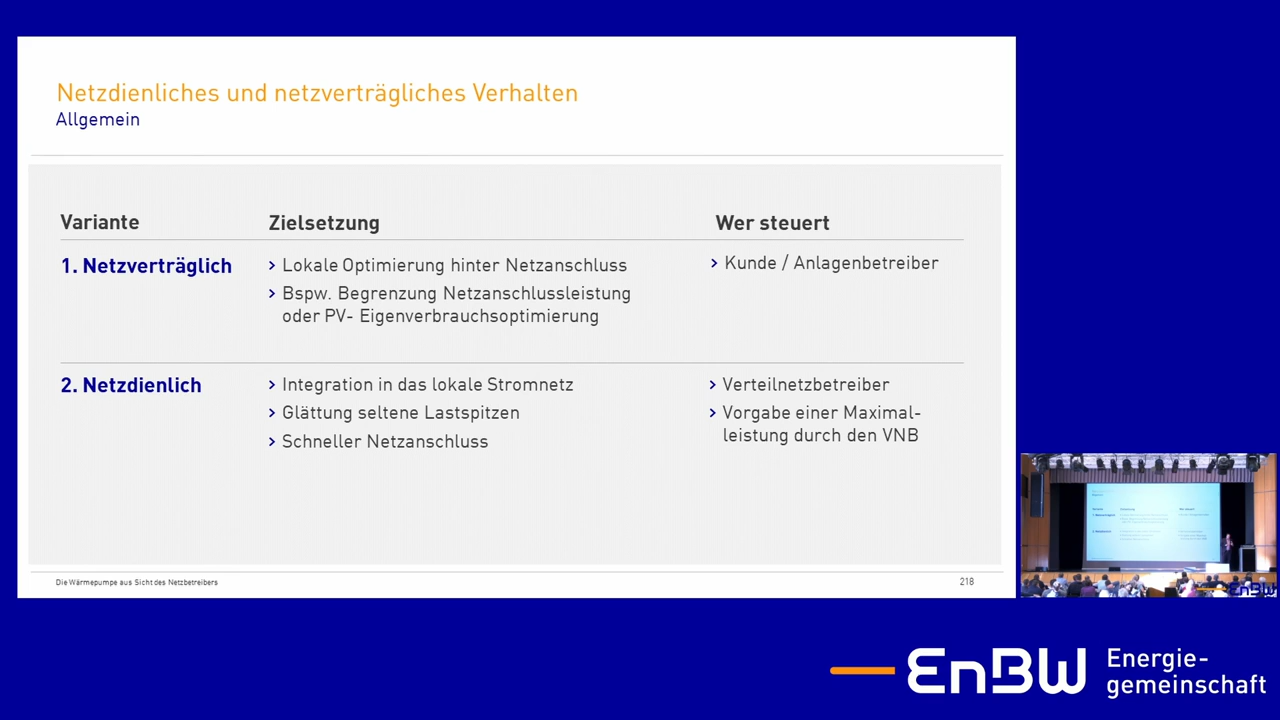 Netzdienliches und netzverträgliches Verhalten
Allgemein
Variante Zielsetzung Wer steuert
1. Netzverträglich › Lokale Optimierung hinter Netzanschluss › Kunde / Anlagenbetreiber
› Bspw. Begrenzung Netzanschlussleistung
oder PV- Eigenverbrauchsoptimierung
2. Netzdienlich › Integration in das lokale Stromnetz › Verteilnetzbetreiber
› Glättung seltene Lastspitzen › Vorgabe einer Maximal-
leistung durch den VNB
› Schneller Netzanschluss
Die Wärmepumpe aus Sicht des Netzbetreibers 218
EnBW
EnBW Energie-
gemeinschaft